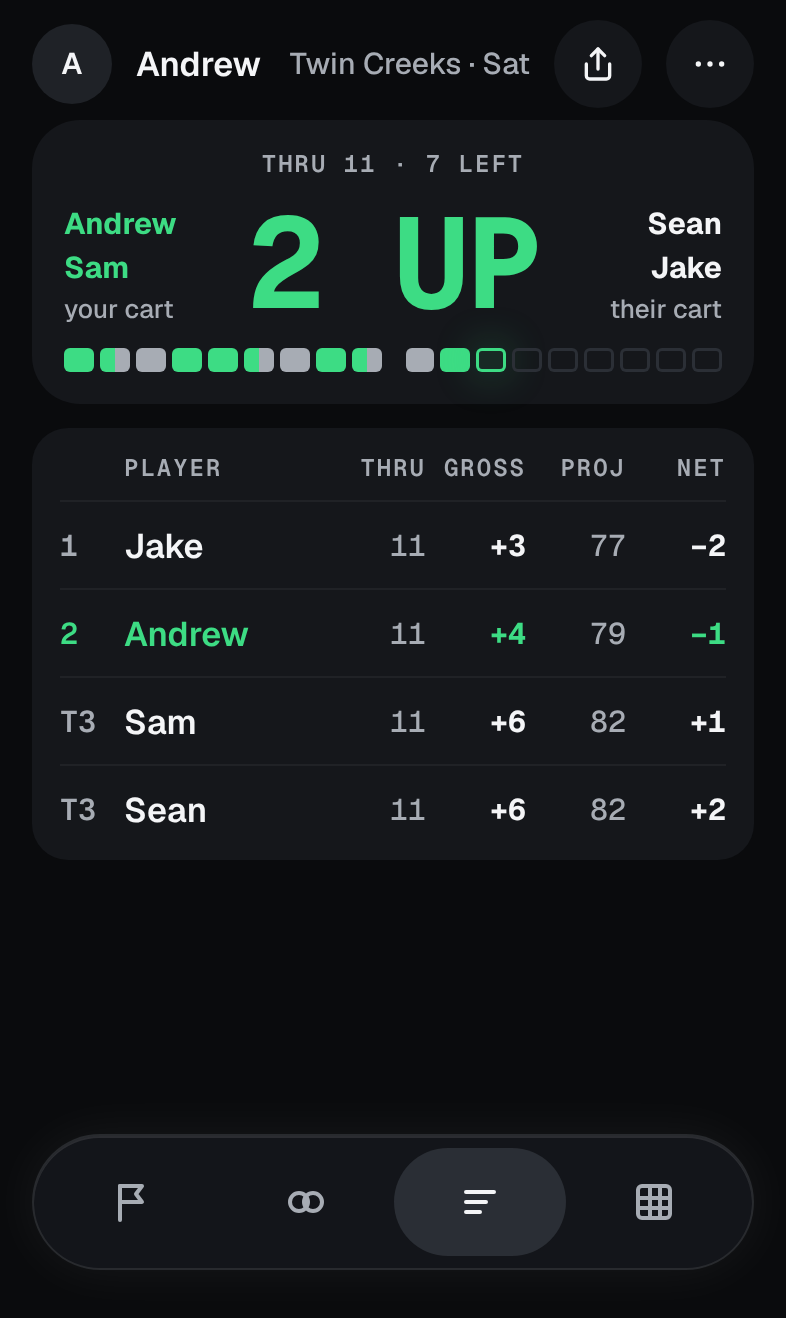 A Andrew Twin Creeks · Sat
THRU 11 · 7 LEFT
Andrew
Sam
your cart
2 UP
Sean
Jake
their cart
PLAYER THRU GROSS PROJ NET
1 Jake 11 +3 77 −2
2 Andrew 11 +4 79 −1
T3 Sam 11 +6 82 +1
T3 Sean 11 +6 82 +2